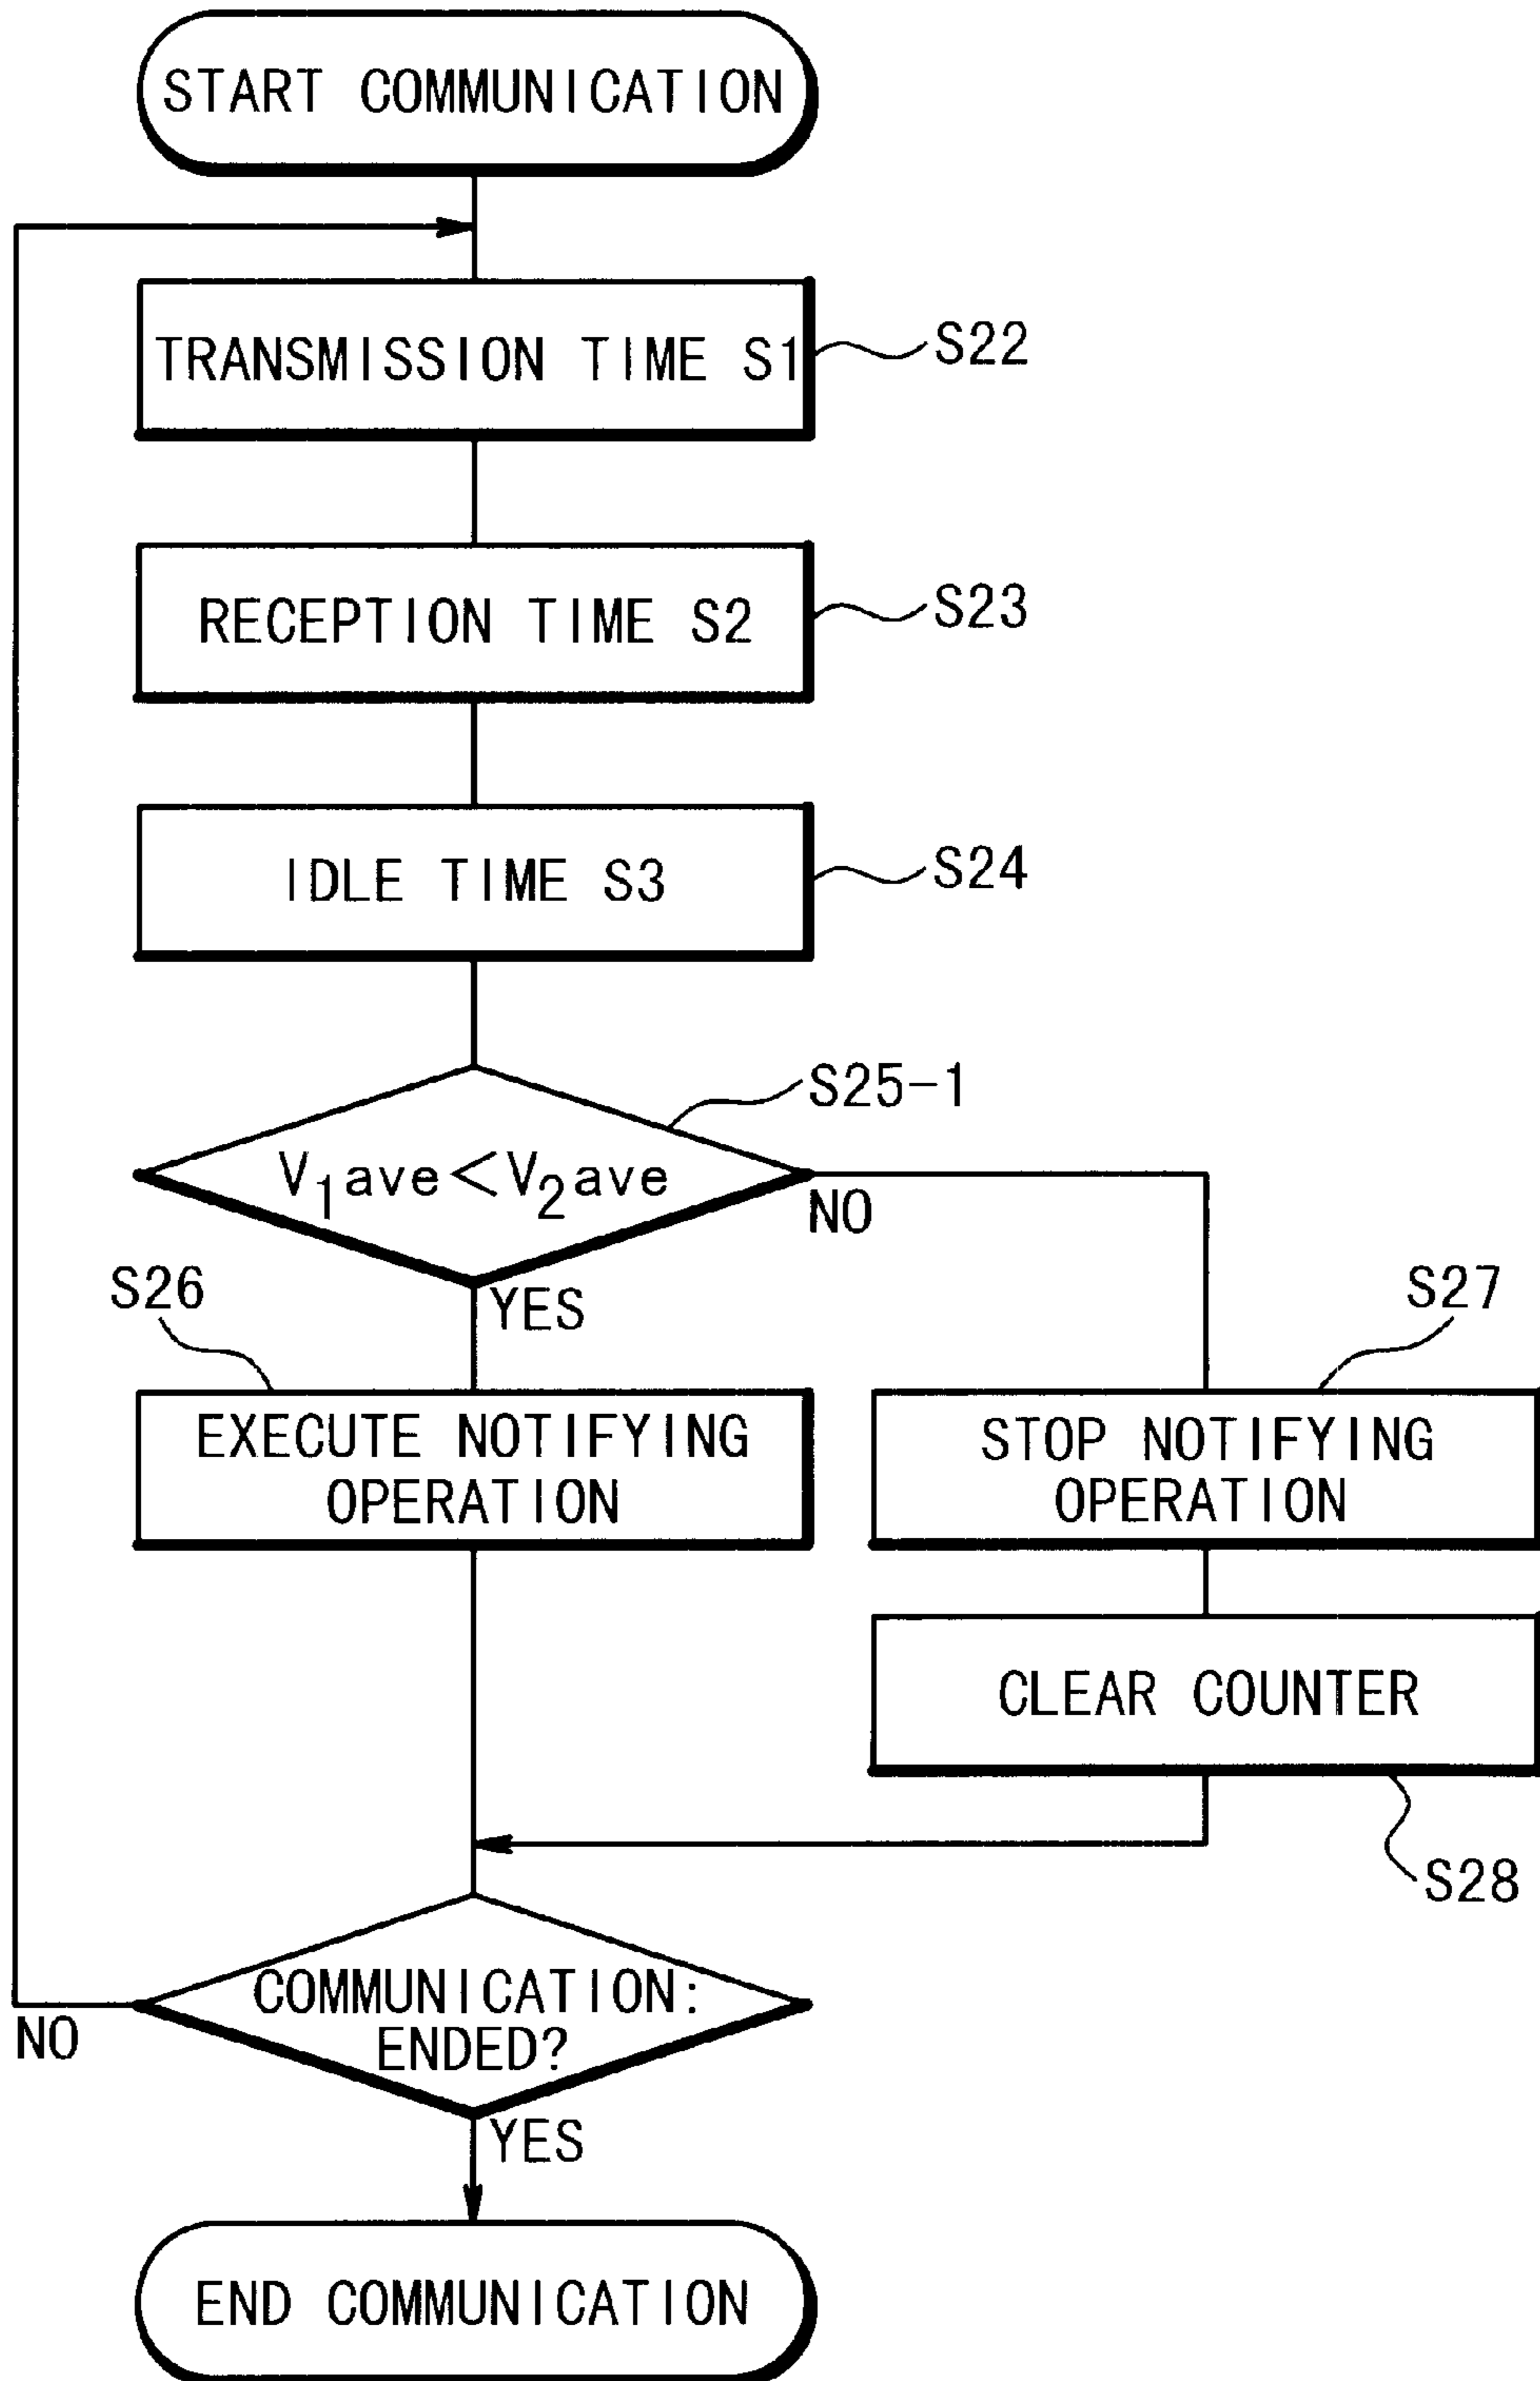 START COMMUNICATION
TRANSMISSION TIME S1
S22
RECEPTION TIME S2
S23
IDLE TIME S3
S24
S25-1
V₁ave<V₂ave
NO
YES
S26
S27
EXECUTE NOTIFYING
OPERATION
STOP NOTIFYING
OPERATION
CLEAR COUNTER
S28
COMMUNICATION:
ENDED?
NO
YES
END COMMUNICATION